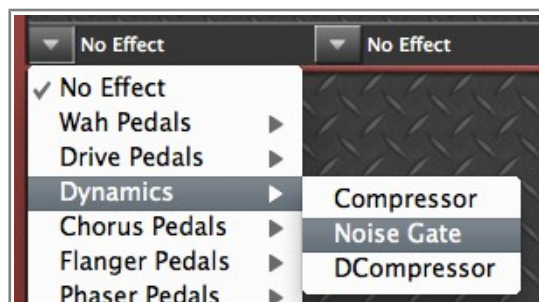 No Effect
No Effect
No Effect
Wah Pedals
Drive Pedals
Dynamics
Chorus Pedals
Flanger Pedals
Phaser Pedals
Compressor
Noise Gate
DCompressor